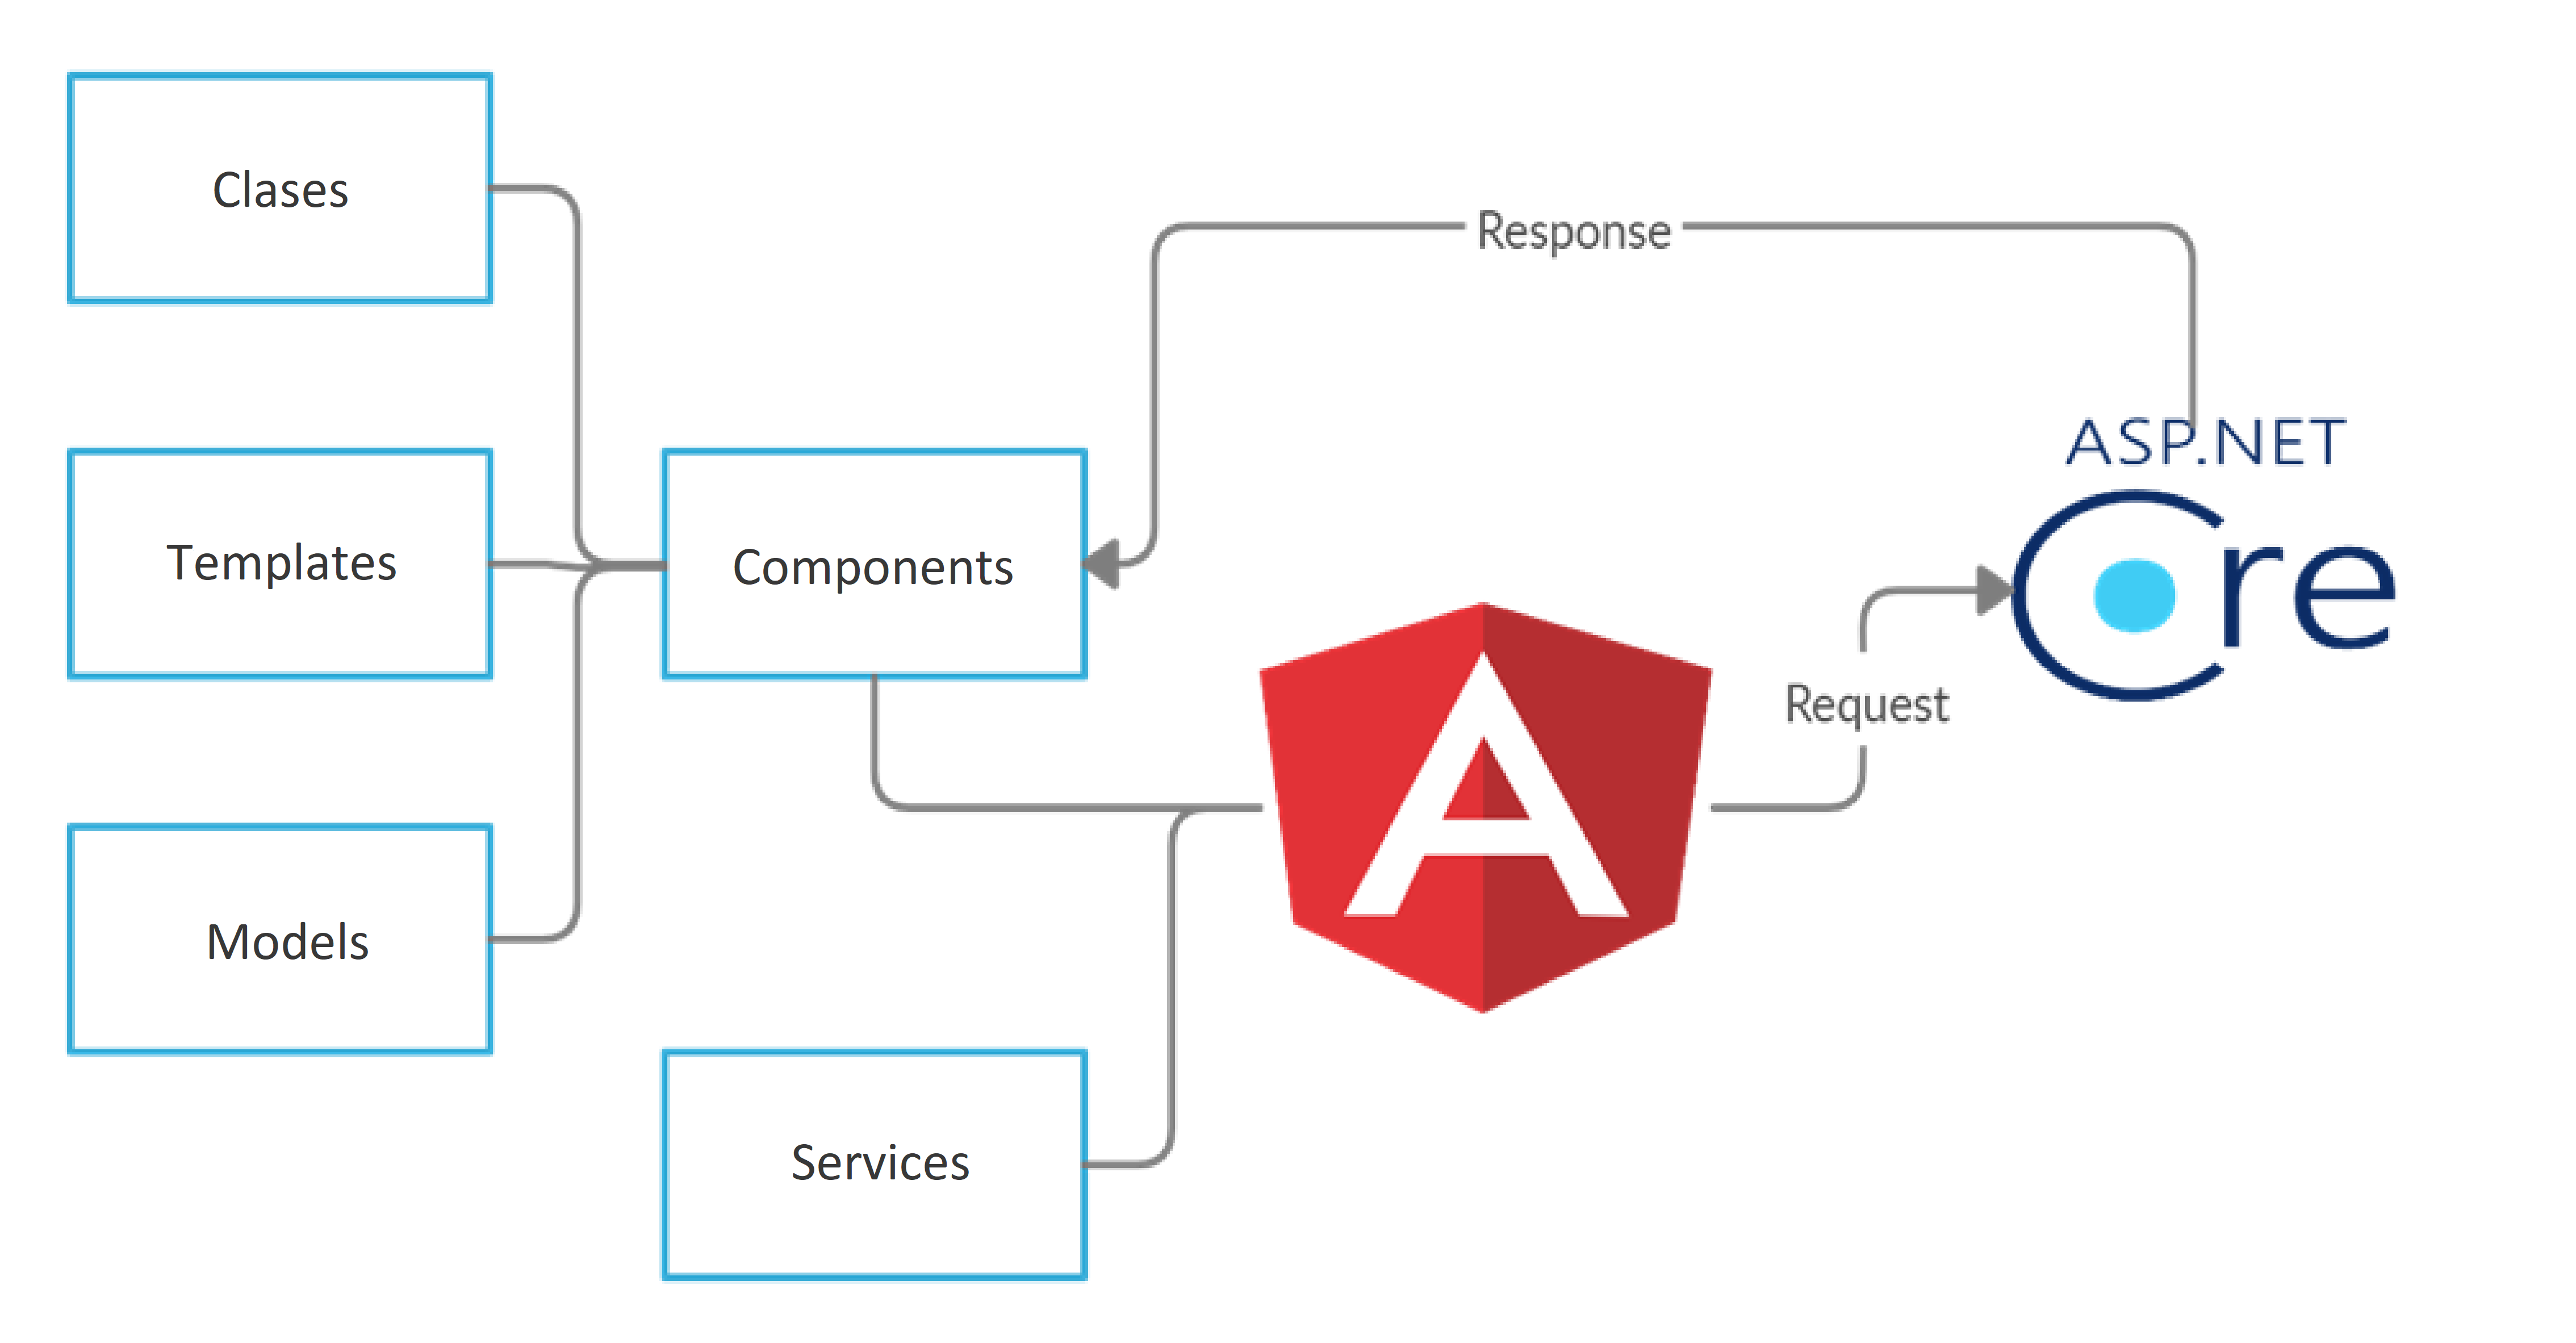 Clases
Response
ASP.NET
Core
Templates
Components
Request
Models
Services